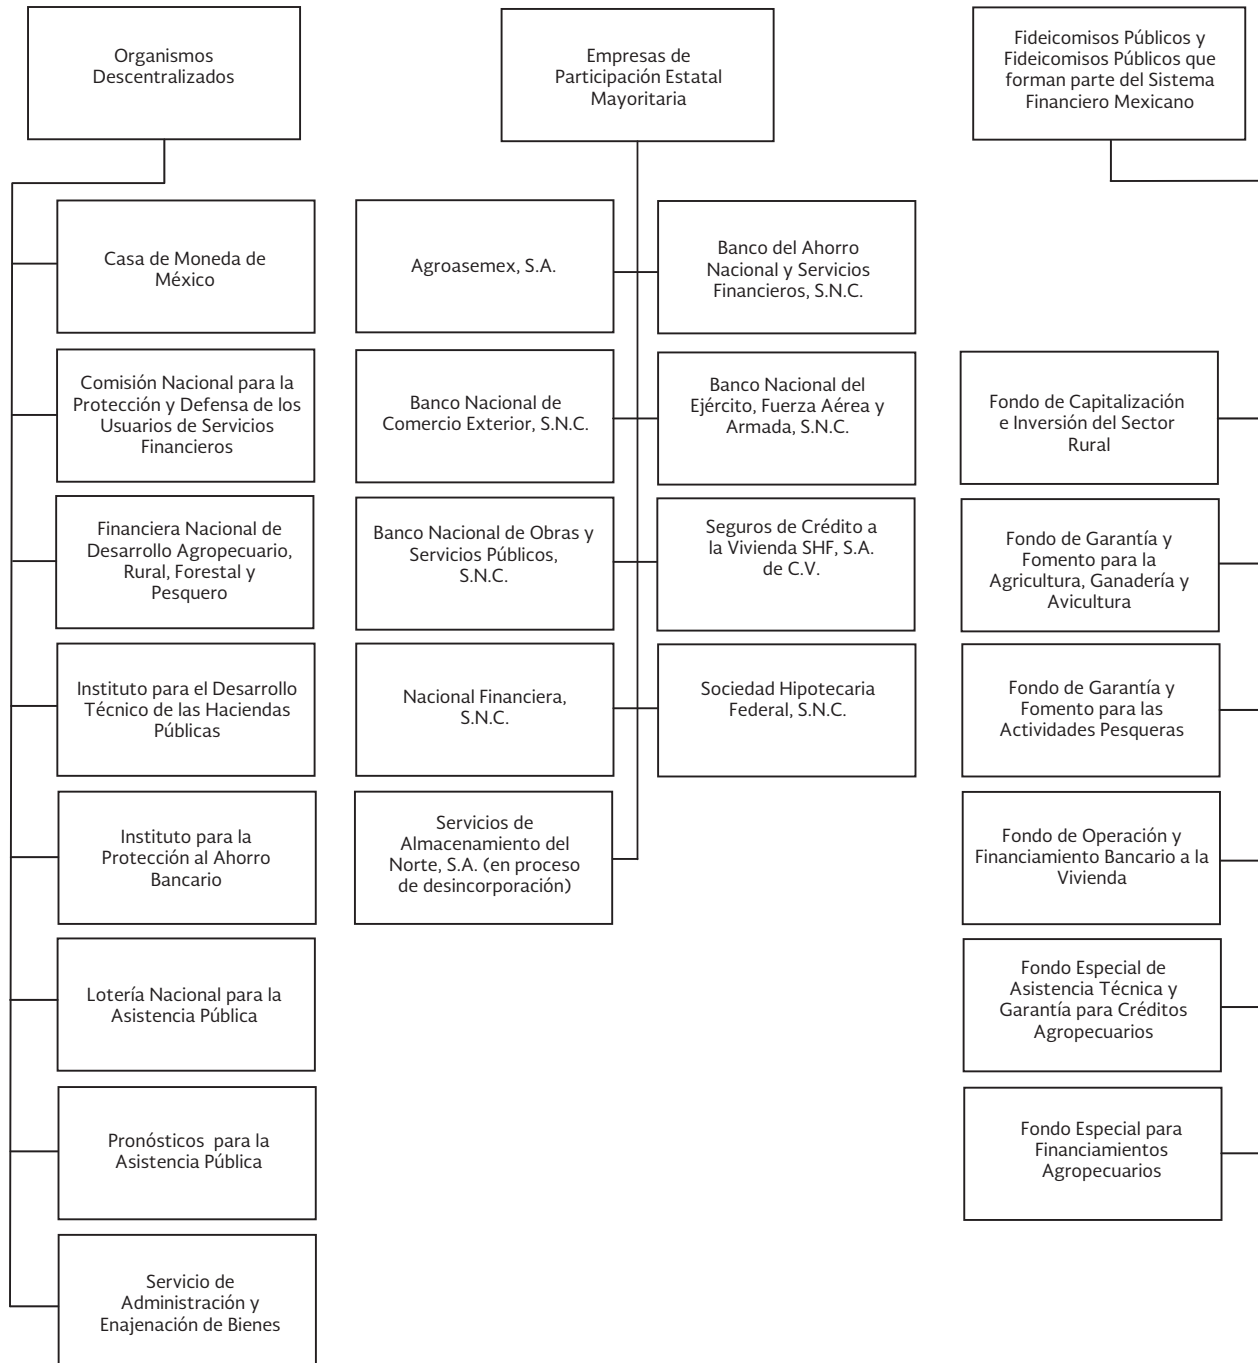 Organismos
Descentralizados
Empresas de
Participación Estatal
Mayoritaria
Fideicomisos Públicos y
Fideicomisos Públicos que
forman parte del Sistema
Financiero Mexicano
Casa de Moneda de
México
Comisión Nacional para la
Protección y Defensa de los
Usuarios de Servicios
Financieros
Financiera Nacional de
Desarrollo Agropecuario,
Rural, Forestal y
Pesquero
Instituto para el Desarrollo
Técnico de las Haciendas
Públicas
Instituto para la
Protección al Ahorro
Bancario
Lotería Nacional para la
Asistencia Pública
Pronósticos para la
Asistencia Pública
Servicio de
Administración y
Enajenación de Bienes
Agroasemex, S.A.
Banco del Ahorro
Nacional y Servicios
Financieros, S.N.C.
Banco Nacional de
Comercio Exterior, S.N.C.
Banco Nacional del
Ejército, Fuerza Aérea y
Armada, S.N.C.
Banco Nacional de Obras y
Servicios Públicos,
S.N.C.
Seguros de Crédito a
la Vivienda SHF, S.A.
de C.V.
Nacional Financiera,
S.N.C.
Sociedad Hipotecaria
Federal, S.N.C.
Servicios de
Almacenamiento del
Norte, S.A. (en proceso
de desincorporación)
Fondo de Capitalización
e Inversión del Sector
Rural
Fondo de Garantía y
Fomento para la
Agricultura, Ganadería y
Avicultura
Fondo de Garantía y
Fomento para las
Actividades Pesqueras
Fondo de Operación y
Financiamiento Bancario a la
Vivienda
Fondo Especial de
Asistencia Técnica y
Garantía para Créditos
Agropecuarios
Fondo Especial para
Financiamientos
Agropecuarios